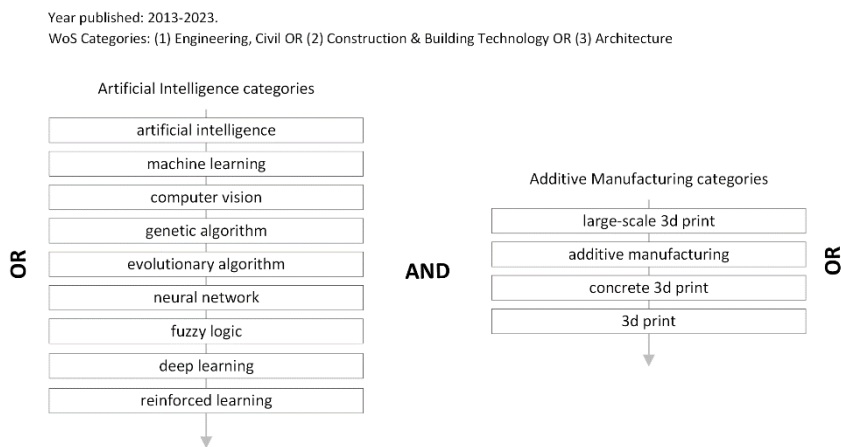 Year published: 2013-2023.
WoS Categories: (1) Engineering, Civil OR (2) Construction & Building Technology OR (3) Architecture
Artificial Intelligence categories
artificial intelligence
machine learning
computer vision
genetic algorithm
evolutionary algorithm
neural network
fuzzy logic
deep learning
reinforced learning
OR
AND
Additive Manufacturing categories
large-scale 3d print
additive manufacturing
concrete 3d print
3d print
OR